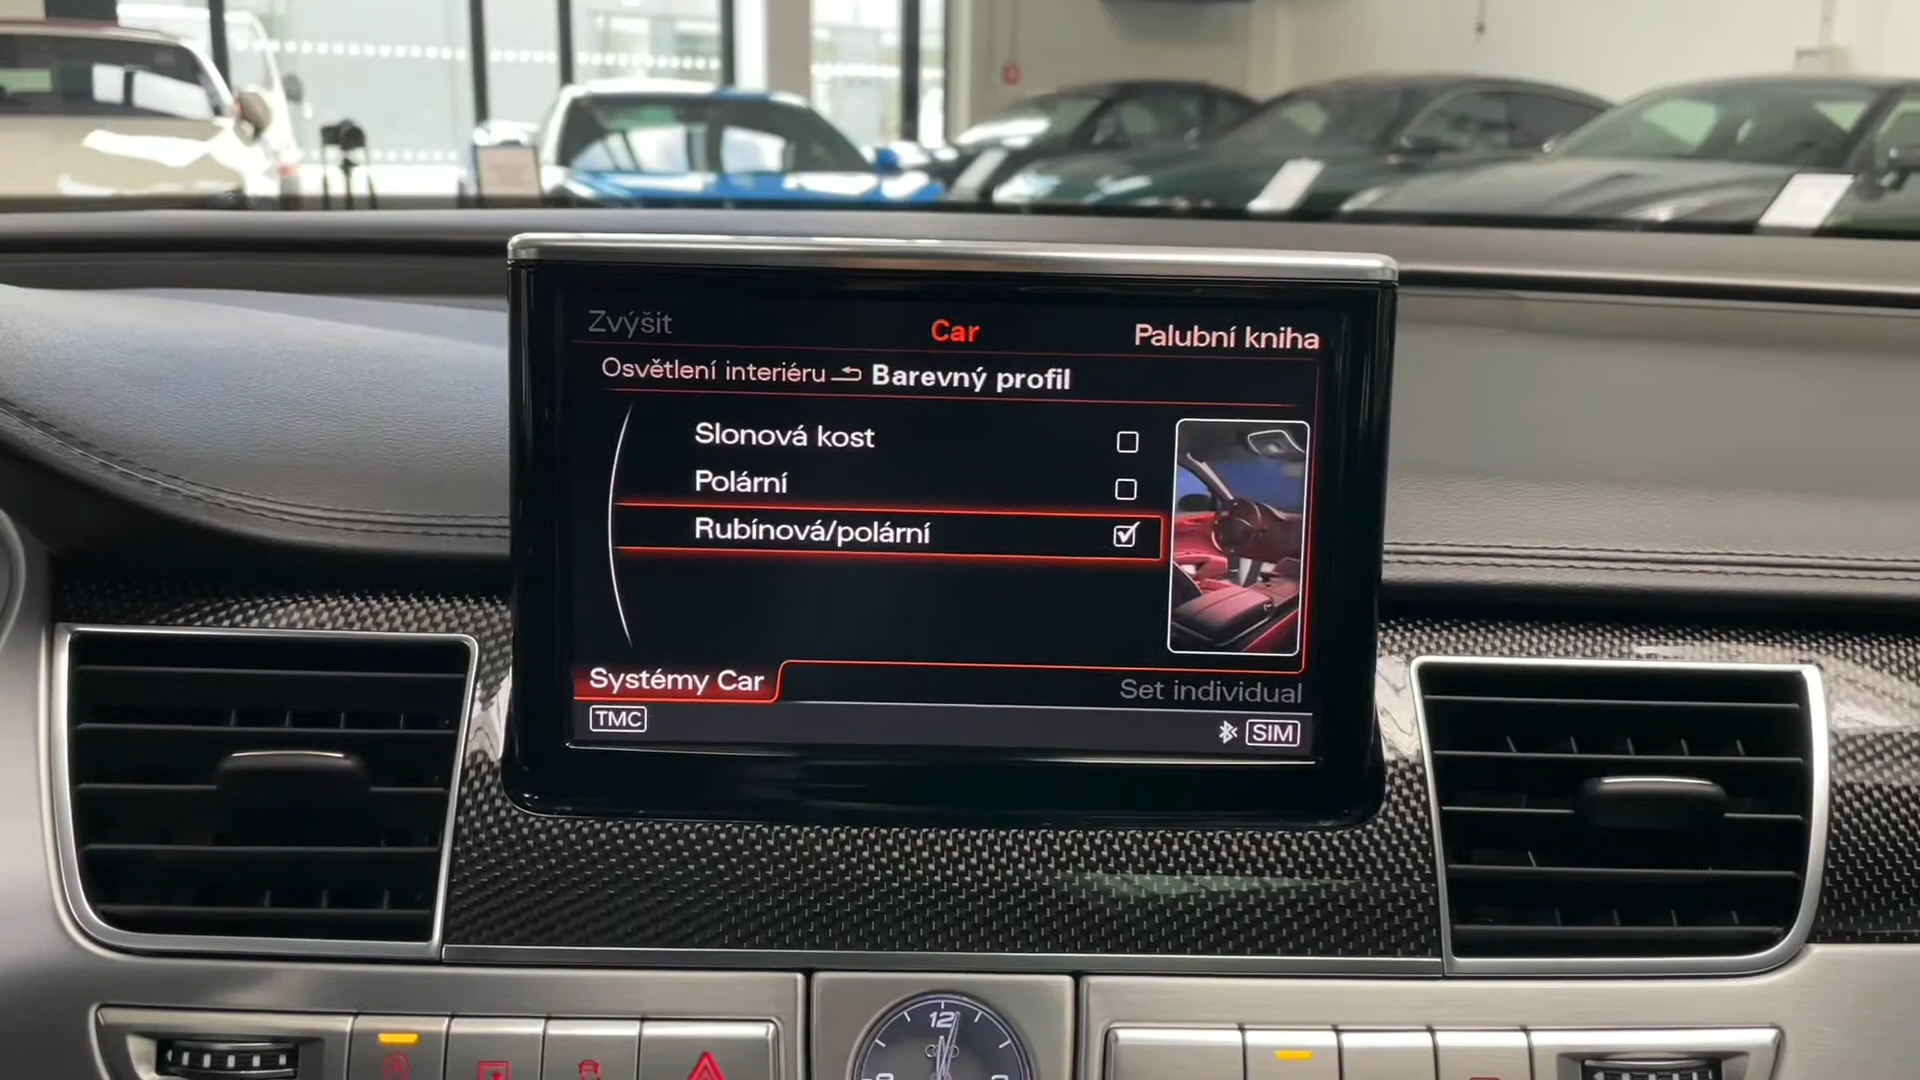 Zvýšit
Car
Palubní kniha
Osvětlení interiéru
Barevný profil
Slonová kost
Polární
Rubínová/polární
Systémy Car
Set individual
TMC
SIM
12